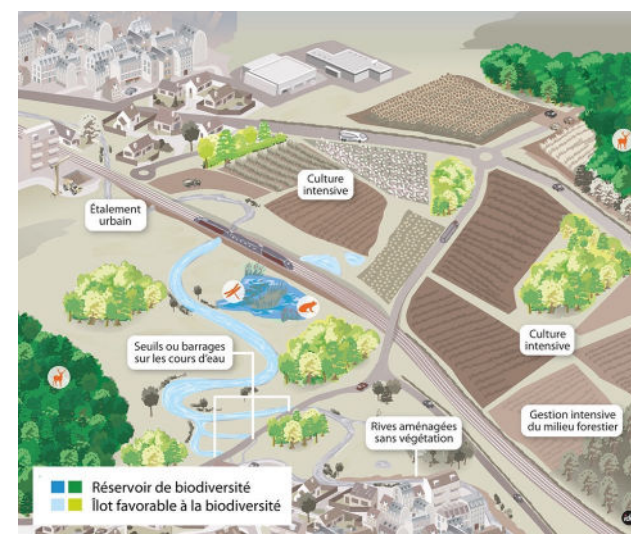 Culture
intensive
Étalement
urbain
Seuils ou barrages
sur les cours d'eau
Culture
intensive
Gestion intensive
du milieu forestier
Rives aménagées
sans végétation
Réservoir de biodiversité
Îlot favorable à la biodiversité